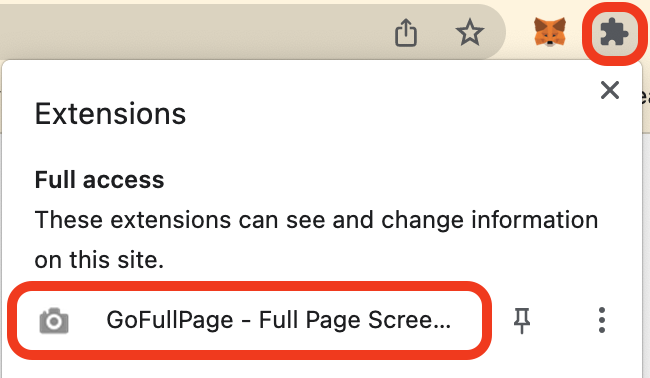 Extensions
Full access
These extensions can see and change information
on this site.
GoFullPage - Full Page Scree...